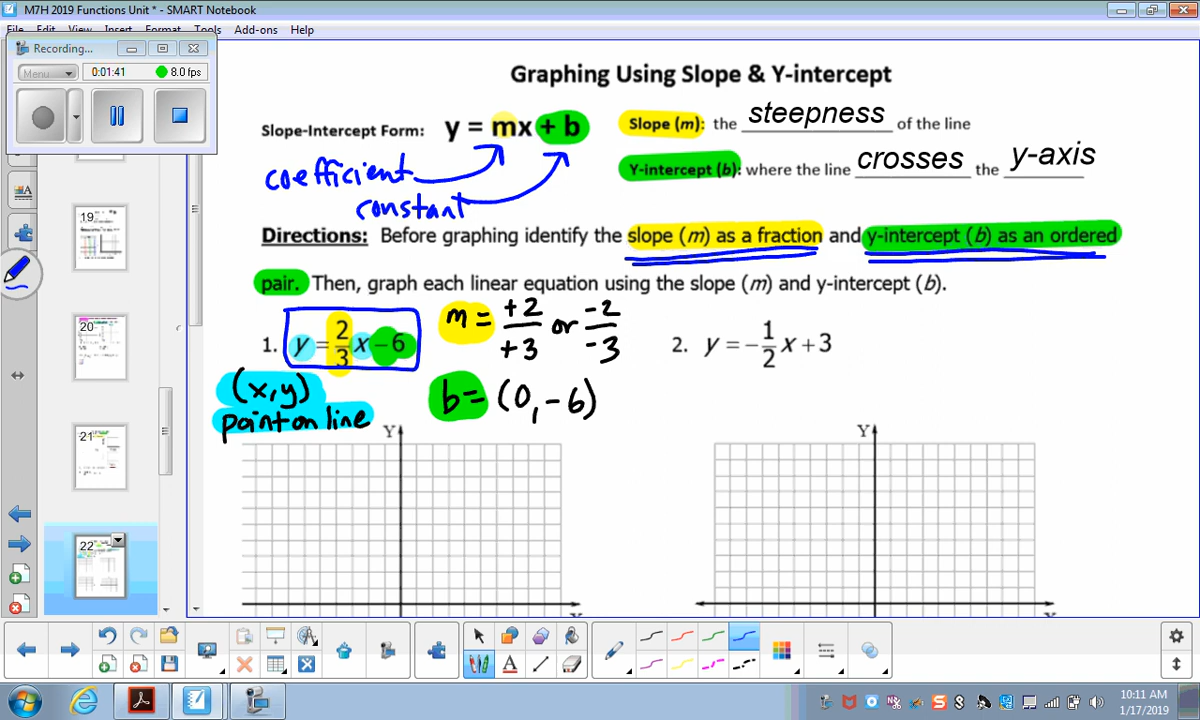 M7H 2019 Functions Unit * - SMART Notebook
File Edit View Insert Format Tools Add-ons Help
Recording...
Menu 0:01:41 8.0 fps
Graphing Using Slope & Y-intercept
Slope-Intercept Form: y = mx + b
Slope (m): the steepness of the line
coefficient
Y-intercept (b): where the line crosses the y-axis
constant
Directions: Before graphing identify the slope (m) as a fraction and y-intercept (b) as an ordered
pair. Then, graph each linear equation using the slope (m) and y-intercept (b).
1. y = 2/3 x - 6
m = +2/+3 or -2/-3
2. y = - 1/2 x + 3
(x,y)
point on line
b = (0, -6)
Y
Y
19
20
21
22
10:11 AM
1/17/2019